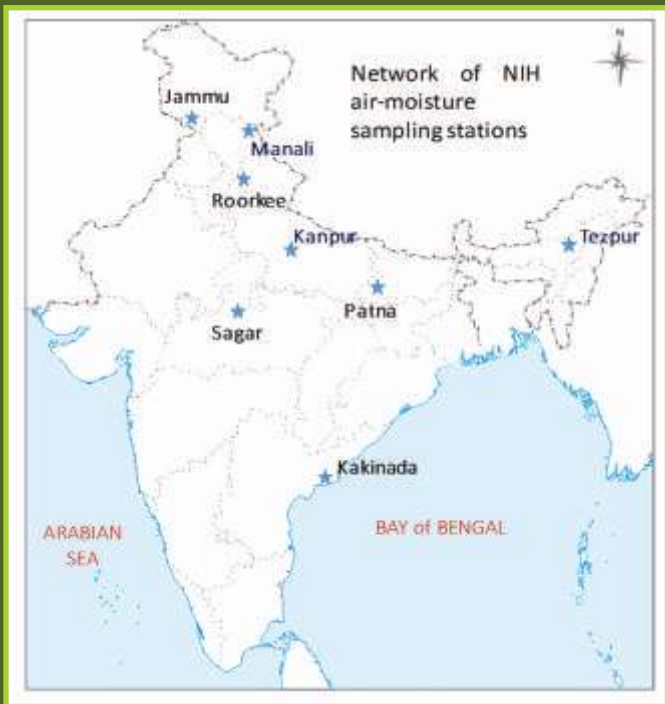 N
Network of NIH
air-moisture
sampling stations
Jammu
Manali
Roorkee
Kanpur
Tezpur
Patna
Sagar
Kakinada
ARABIAN
SEA
BAY of BENGAL